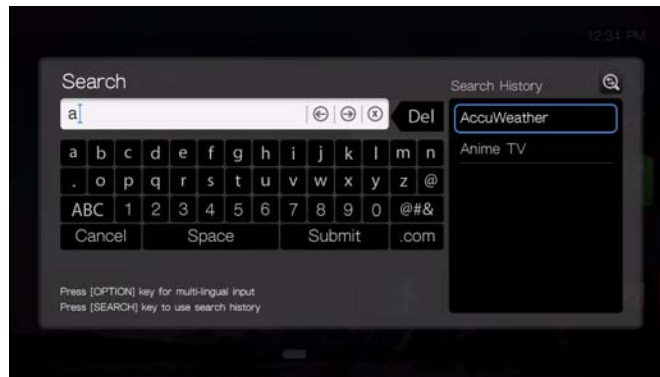 12:34 PM
Search
Search History
a
Del
AccuWeather
Anime TV
a b c d e f g h i j k l m n
. o p q r s t u v w x y z @
ABC 1 2 3 4 5 6 7 8 9 0 @#&
Cancel Space Submit .com
Press [OPTION] key for multi-lingual input
Press [SEARCH] key to use search history